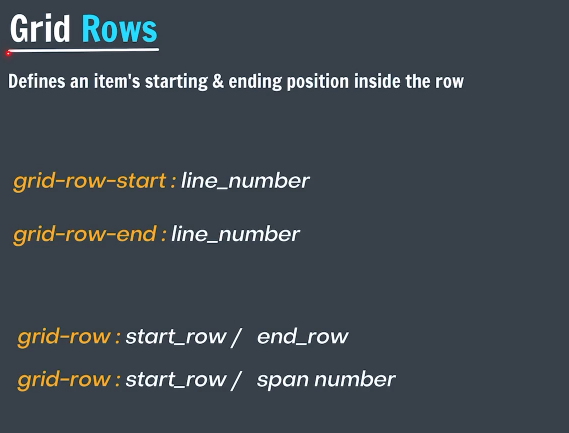 Grid Rows
Defines an item's starting & ending position inside the row
grid-row-start : line_number
grid-row-end : line_number
grid-row : start_row / end_row
grid-row : start_row / span number